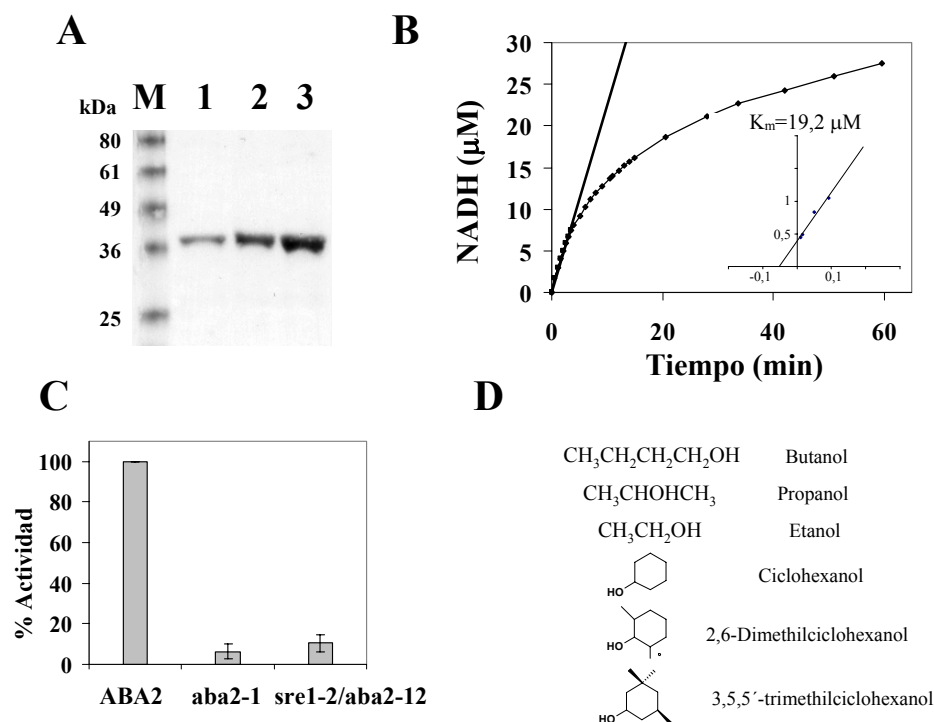 A
kDa M 1 2 3
80
61
49
36
25
B
30
25
20
15
10
5
0
NADH (µM)
Km=19,2 µM
1
0,5
-0,1 0,1
0 20 40 60
Tiempo (min)
C
100
80
60
40
20
0
% Actividad
ABA2 aba2-1 sre1-2/aba2-12
D
CH3CH2CH2CH2OH Butanol
CH3CHOHCH3 Propanol
CH3CH2OH Etanol
HO Ciclohexanol
HO 2,6-Dimethilciclohexanol
HO 3,5,5´-trimethilciclohexanol